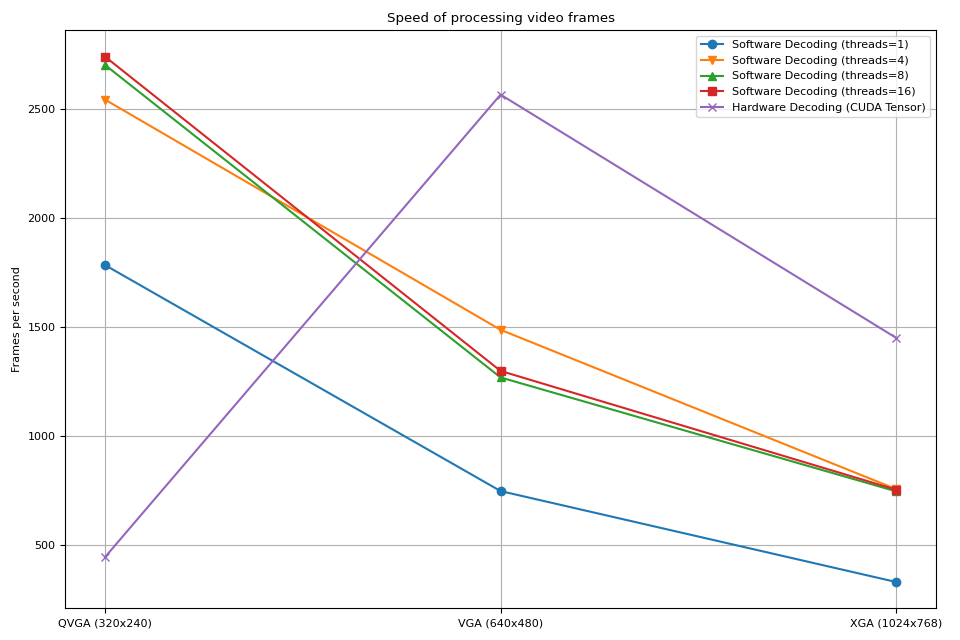 Speed of processing video frames
Software Decoding (threads=1)
Software Decoding (threads=4)
Software Decoding (threads=8)
Software Decoding (threads=16)
Hardware Decoding (CUDA Tensor)
Frames per second
2500
2000
1500
1000
500
QVGA (320x240)
VGA (640x480)
XGA (1024x768)